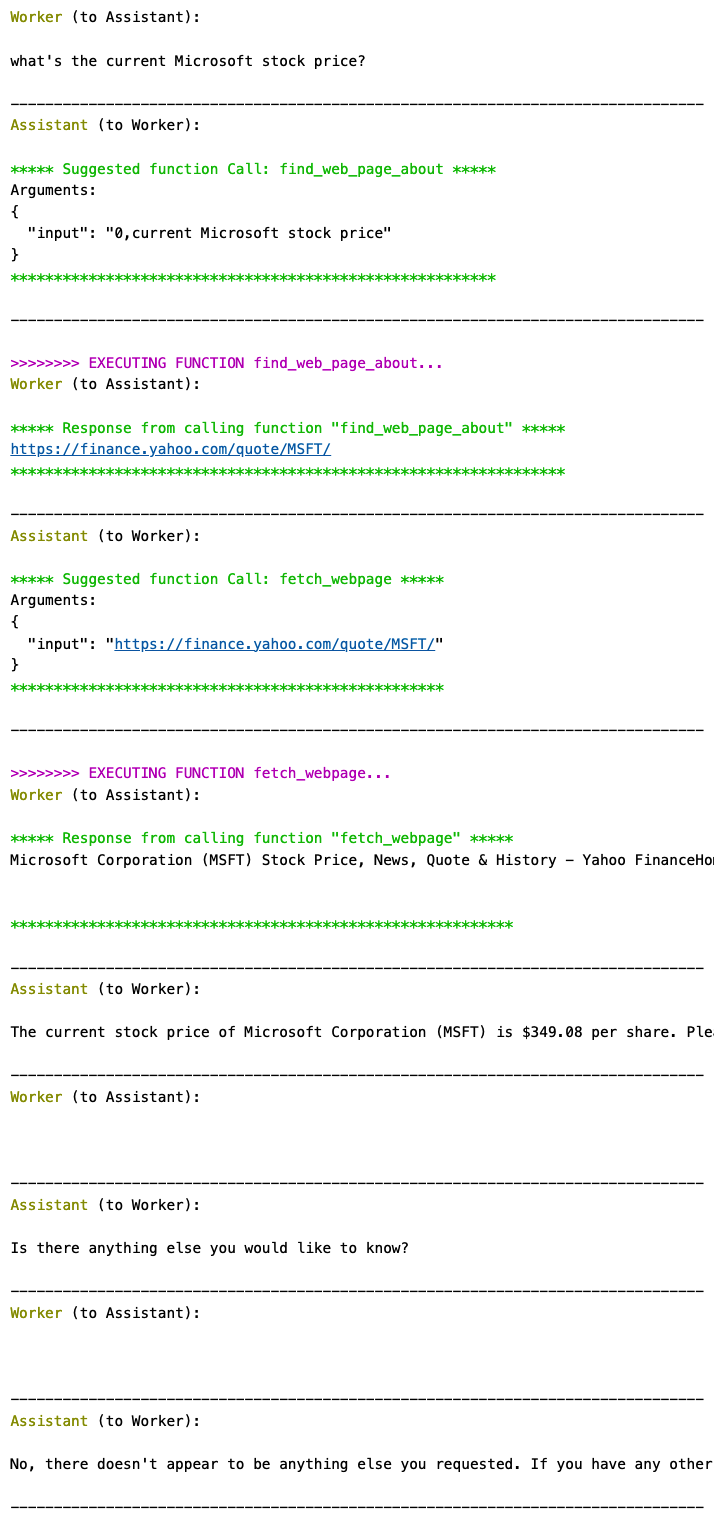 Worker (to Assistant):
what's the current Microsoft stock price?
--------------------------------------------------------------------------------
Assistant (to Worker):
***** Suggested function Call: find_web_page_about *****
Arguments:
{
  "input": "0,current Microsoft stock price"
}
********************************************************
--------------------------------------------------------------------------------
>>>>>>>> EXECUTING FUNCTION find_web_page_about...
Worker (to Assistant):
***** Response from calling function "find_web_page_about" *****
https://finance.yahoo.com/quote/MSFT/
****************************************************************
--------------------------------------------------------------------------------
Assistant (to Worker):
***** Suggested function Call: fetch_webpage *****
Arguments:
{
  "input": "https://finance.yahoo.com/quote/MSFT/"
}
**************************************************
--------------------------------------------------------------------------------
>>>>>>>> EXECUTING FUNCTION fetch_webpage...
Worker (to Assistant):
***** Response from calling function "fetch_webpage" *****
Microsoft Corporation (MSFT) Stock Price, News, Quote & History - Yahoo FinanceHo
**********************************************************
--------------------------------------------------------------------------------
Assistant (to Worker):
The current stock price of Microsoft Corporation (MSFT) is $349.08 per share. Plea
--------------------------------------------------------------------------------
Worker (to Assistant):
--------------------------------------------------------------------------------
Assistant (to Worker):
Is there anything else you would like to know?
--------------------------------------------------------------------------------
Worker (to Assistant):
--------------------------------------------------------------------------------
Assistant (to Worker):
No, there doesn't appear to be anything else you requested. If you have any other
--------------------------------------------------------------------------------